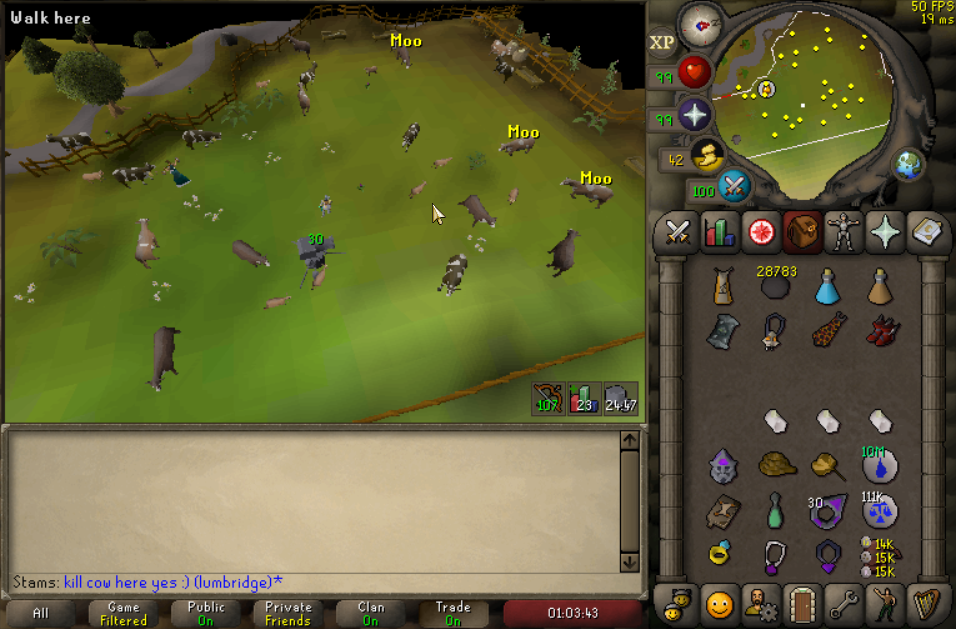 Walk here
50 FPS
19 ms
Moo
XP
99
Moo
99
Moo
42
100
30
28783
107
23
24:47
10M
30
111K
14K
15K
15K
Stams: kill cow here yes :) (lumbridge)*
All
Game
Filtered
Public
On
Private
Friends
Clan
On
Trade
On
01:03:43